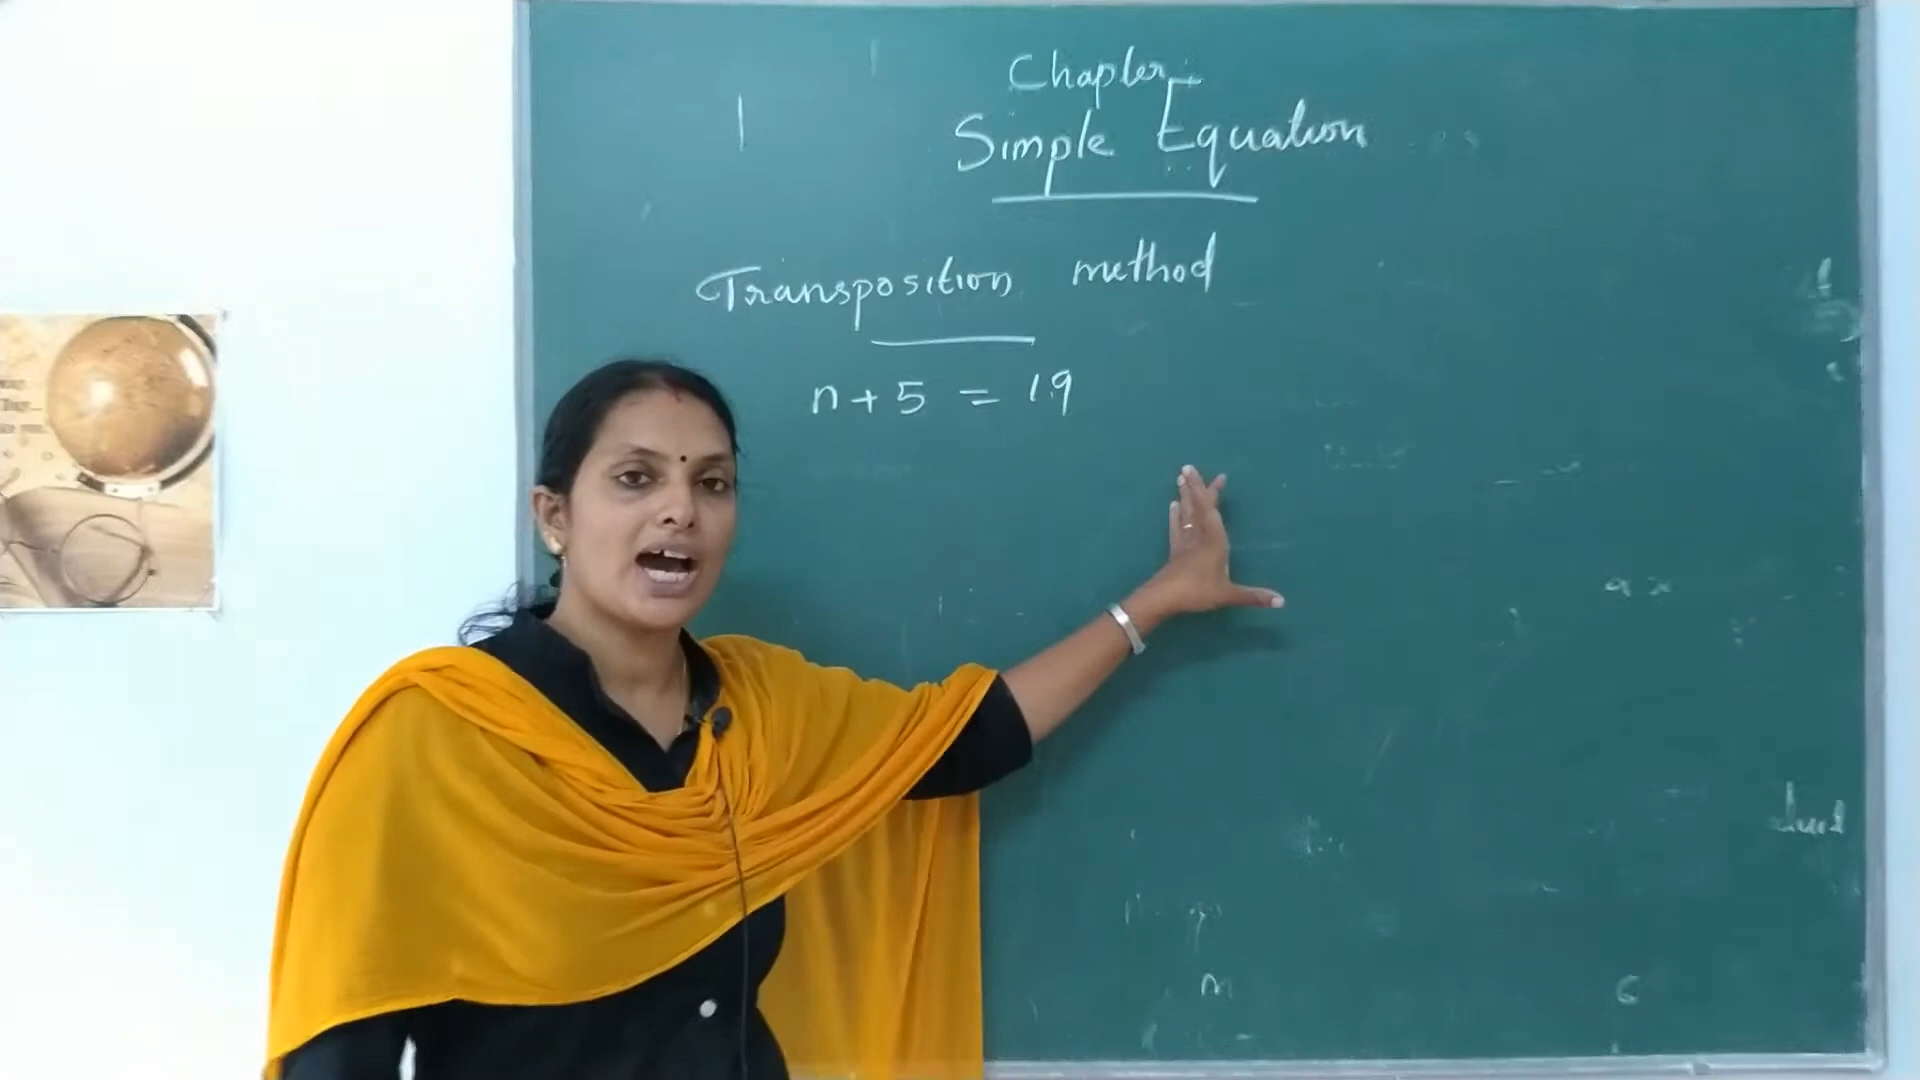 Chapter
Simple Equation
Transposition method
n + 5 = 19